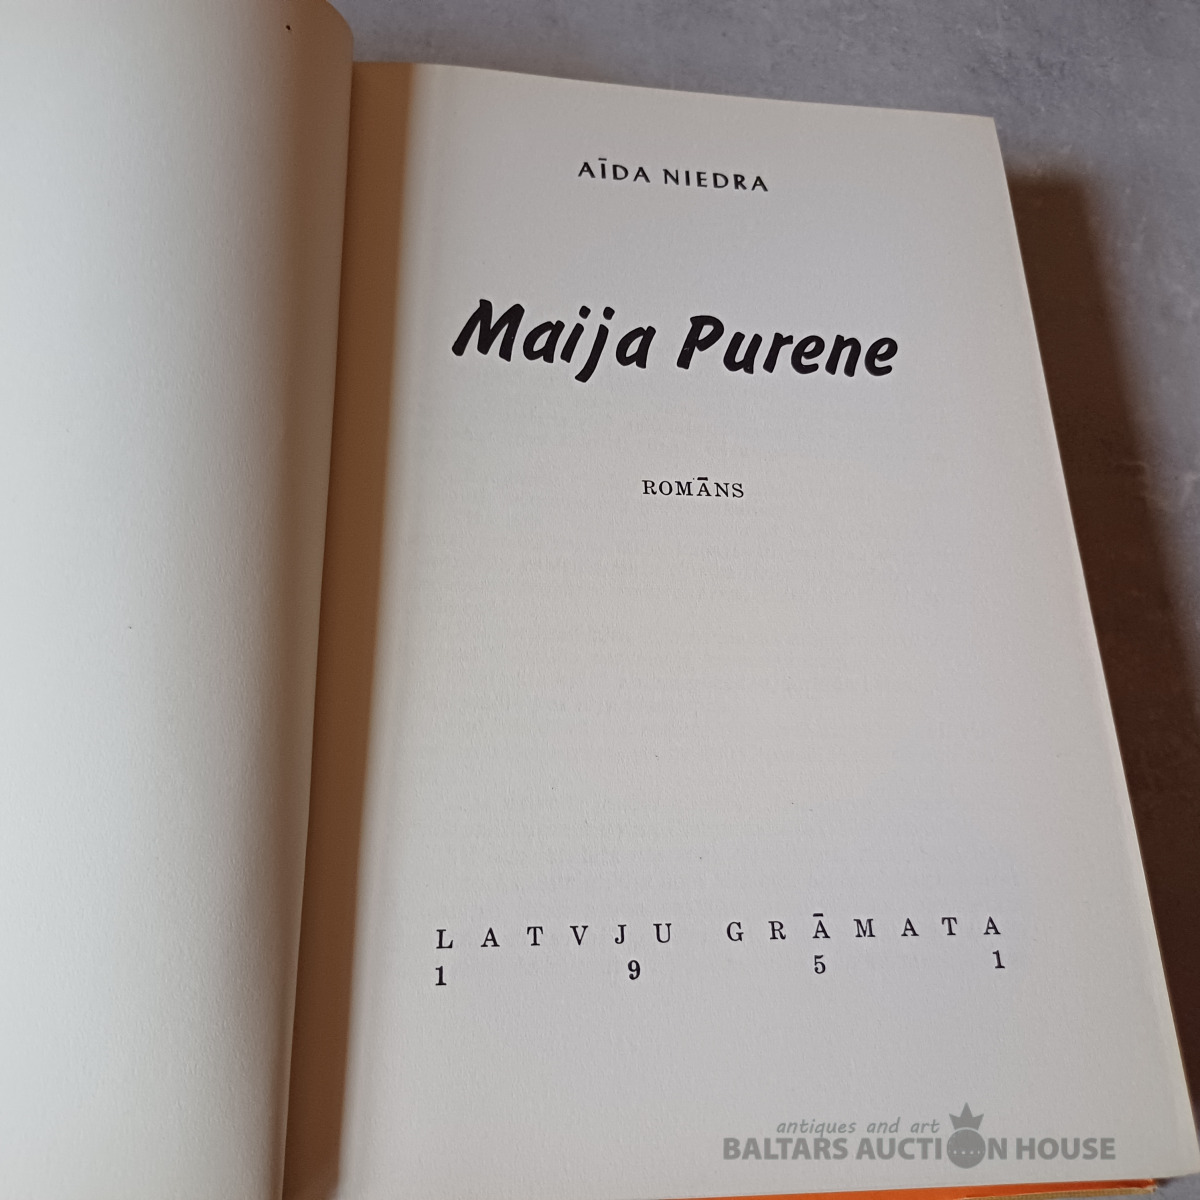 AĪDA NIEDRA
Maija Purene
ROMĀNS
LATVJU GRĀMATA
1951
antiques and art
BALTARS AUCTION HOUSE